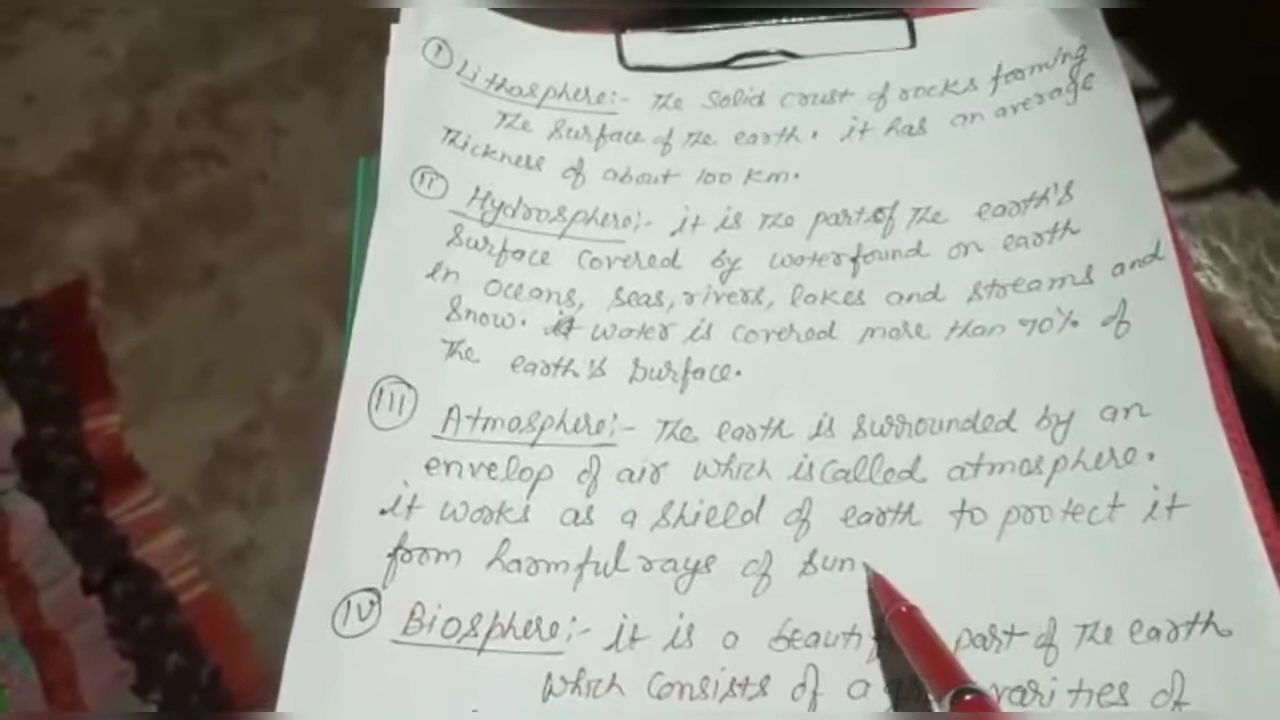 I Lithosphere:- The solid crust of rocks forming
The surface of the earth. it has an average
Thickness of about 100 km.
II Hydrosphere:- it is the part of The earth's
Surface covered by water found on earth
in oceans, seas, rivers, lakes and streams and
Snow. water is covered more than 70% of
The earth's surface.
III Atmosphere:- The earth is surrounded by an
envelop of air which is called atmosphere.
it works as a shield of earth to protect it
from harmful rays of sun
IV Biosphere:- it is a part of The earth
which consists of a varities of